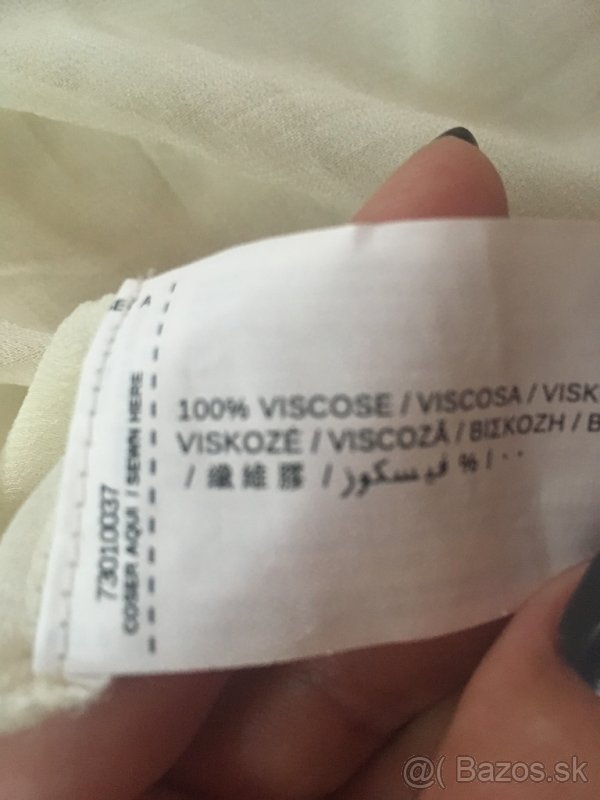 100% VISCOSE / VISCOSA / VISK
VISKOZĖ / VISCOZĂ / ΒΙΣΚΟΖΗ / B
/ 纖維膠 / فيسكوز %١٠٠
73010037
COSER AQUI / SEWN HERE
@( Bazos.sk